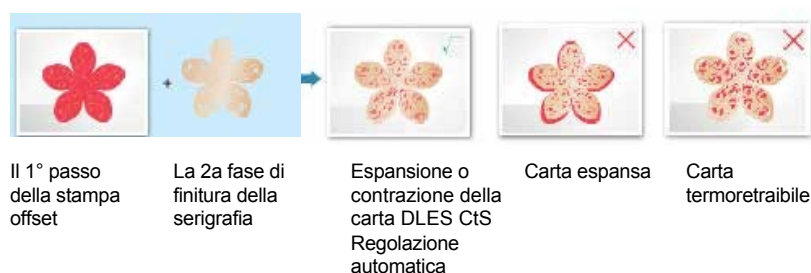 Il 1° passo
della stampa
offset
La 2a fase di
finitura della
serigrafia
Espansione o
contrazione della
carta DLES CtS
Regolazione
automatica
Carta espansa
Carta
termoretraibile